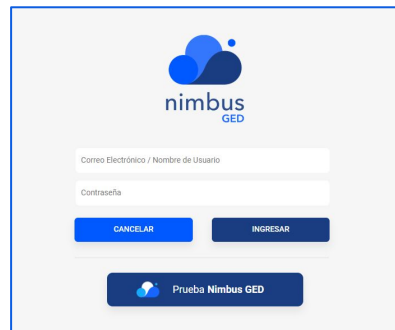 nimbus
GED
Correo Electrónico / Nombre de Usuario
Contraseña
CANCELAR INGRESAR
Prueba Nimbus GED